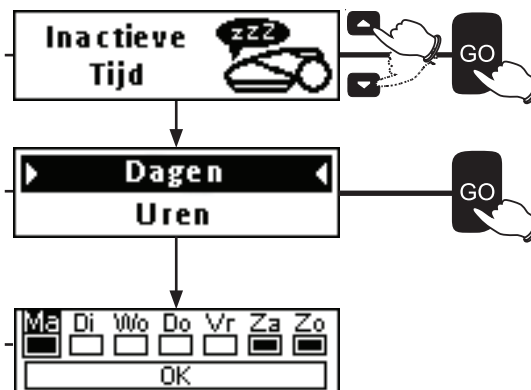 Inactieve
Tijd
zzz
GO
Dagen
Uren
GO
Ma Di Wo Do Vr Za Zo
OK